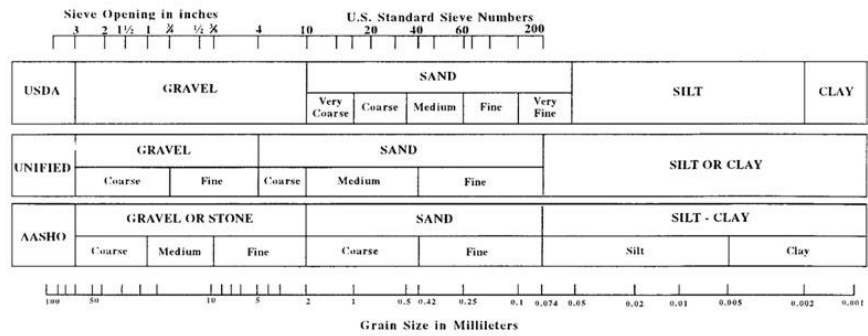 Sieve Opening in inches
U.S. Standard Sieve Numbers
3 2 1½ 1 ¾ ½ ⅜ 4 10 20 40 60 200
USDA GRAVEL SAND SILT CLAY
Very Coarse Coarse Medium Fine Very Fine
UNIFIED GRAVEL SAND SILT OR CLAY
Coarse Fine Coarse Medium Fine
AASHO GRAVEL OR STONE SAND SILT - CLAY
Coarse Medium Fine Coarse Fine Silt Clay
100 50 10 5 2 1 0.5 0.42 0.25 0.1 0.074 0.05 0.02 0.01 0.005 0.002 0.001
Grain Size in Millileters